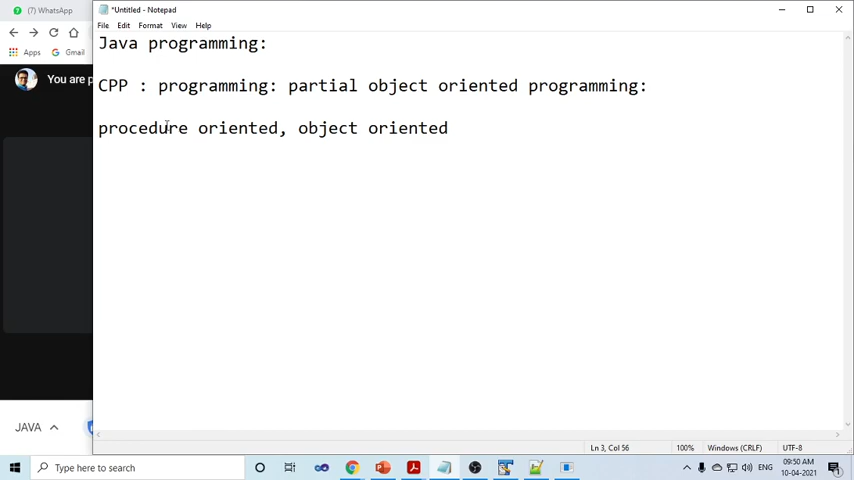 (7) WhatsApp
Apps
Gmail
You are p
JAVA
*Untitled - Notepad
File Edit Format View Help
Java programming:
CPP : programming: partial object oriented programming:
procedure oriented, object oriented
Ln 3, Col 56 100% Windows (CRLF) UTF-8
Type here to search
ENG
09:50 AM
10-04-2021